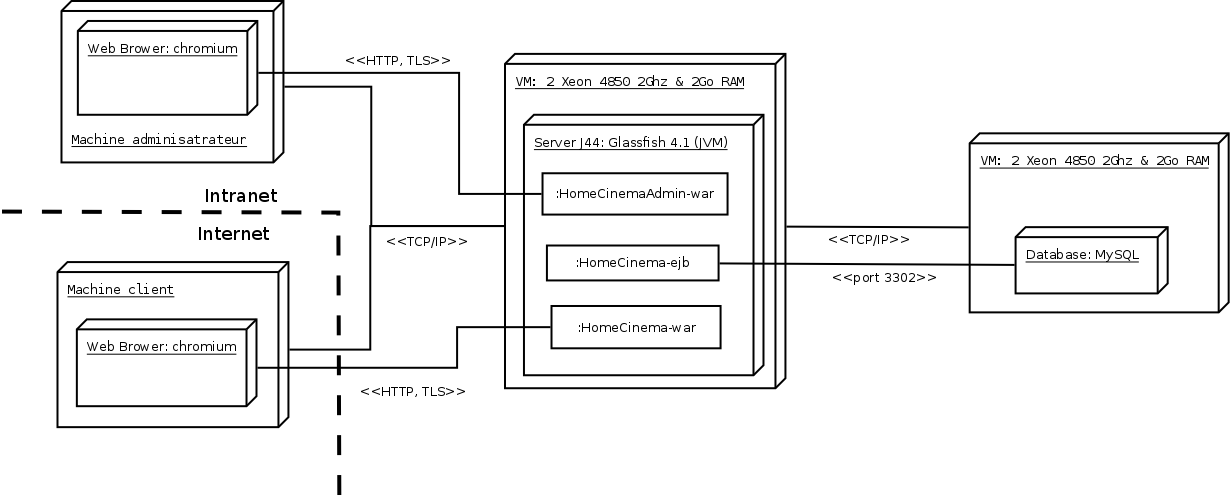 Web Brower: chromium
Machine adminisatrateur
<<HTTP, TLS>>
Intranet
Internet
Machine client
Web Brower: chromium
<<HTTP, TLS>>
<<TCP/IP>>
VM: 2 Xeon 4850 2Ghz & 2Go RAM
Server J44: Glassfish 4.1 (JVM)
:HomeCinemaAdmin-war
:HomeCinema-ejb
:HomeCinema-war
<<TCP/IP>>
<<port 3302>>
VM: 2 Xeon 4850 2Ghz & 2Go RAM
Database: MySQL